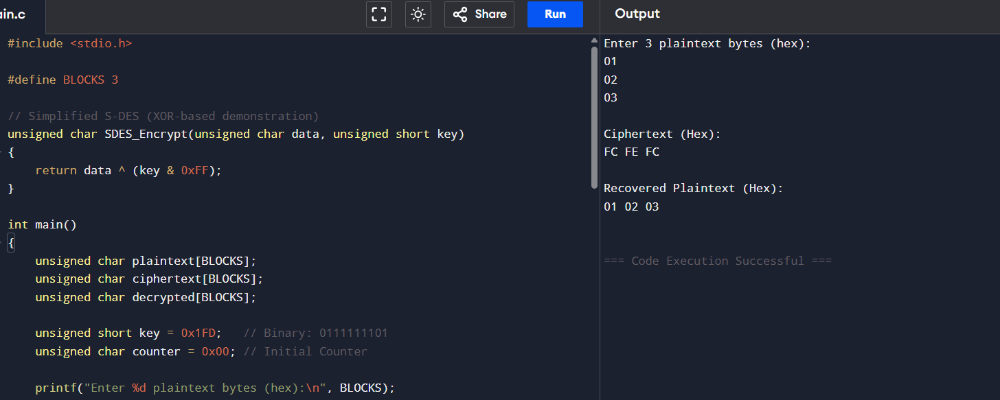 ain.c
Share
Run
Output
#include <stdio.h>
#define BLOCKS 3
// Simplified S-DES (XOR-based demonstration)
unsigned char SDES_Encrypt(unsigned char data, unsigned short key)
{
    return data ^ (key & 0xFF);
}
int main()
{
    unsigned char plaintext[BLOCKS];
    unsigned char ciphertext[BLOCKS];
    unsigned char decrypted[BLOCKS];
    unsigned short key = 0x1FD;   // Binary: 0111111101
    unsigned char counter = 0x00; // Initial Counter
    printf("Enter %d plaintext bytes (hex):\n", BLOCKS);
Enter 3 plaintext bytes (hex):
01
02
03
Ciphertext (Hex):
FC FE FC
Recovered Plaintext (Hex):
01 02 03
=== Code Execution Successful ===